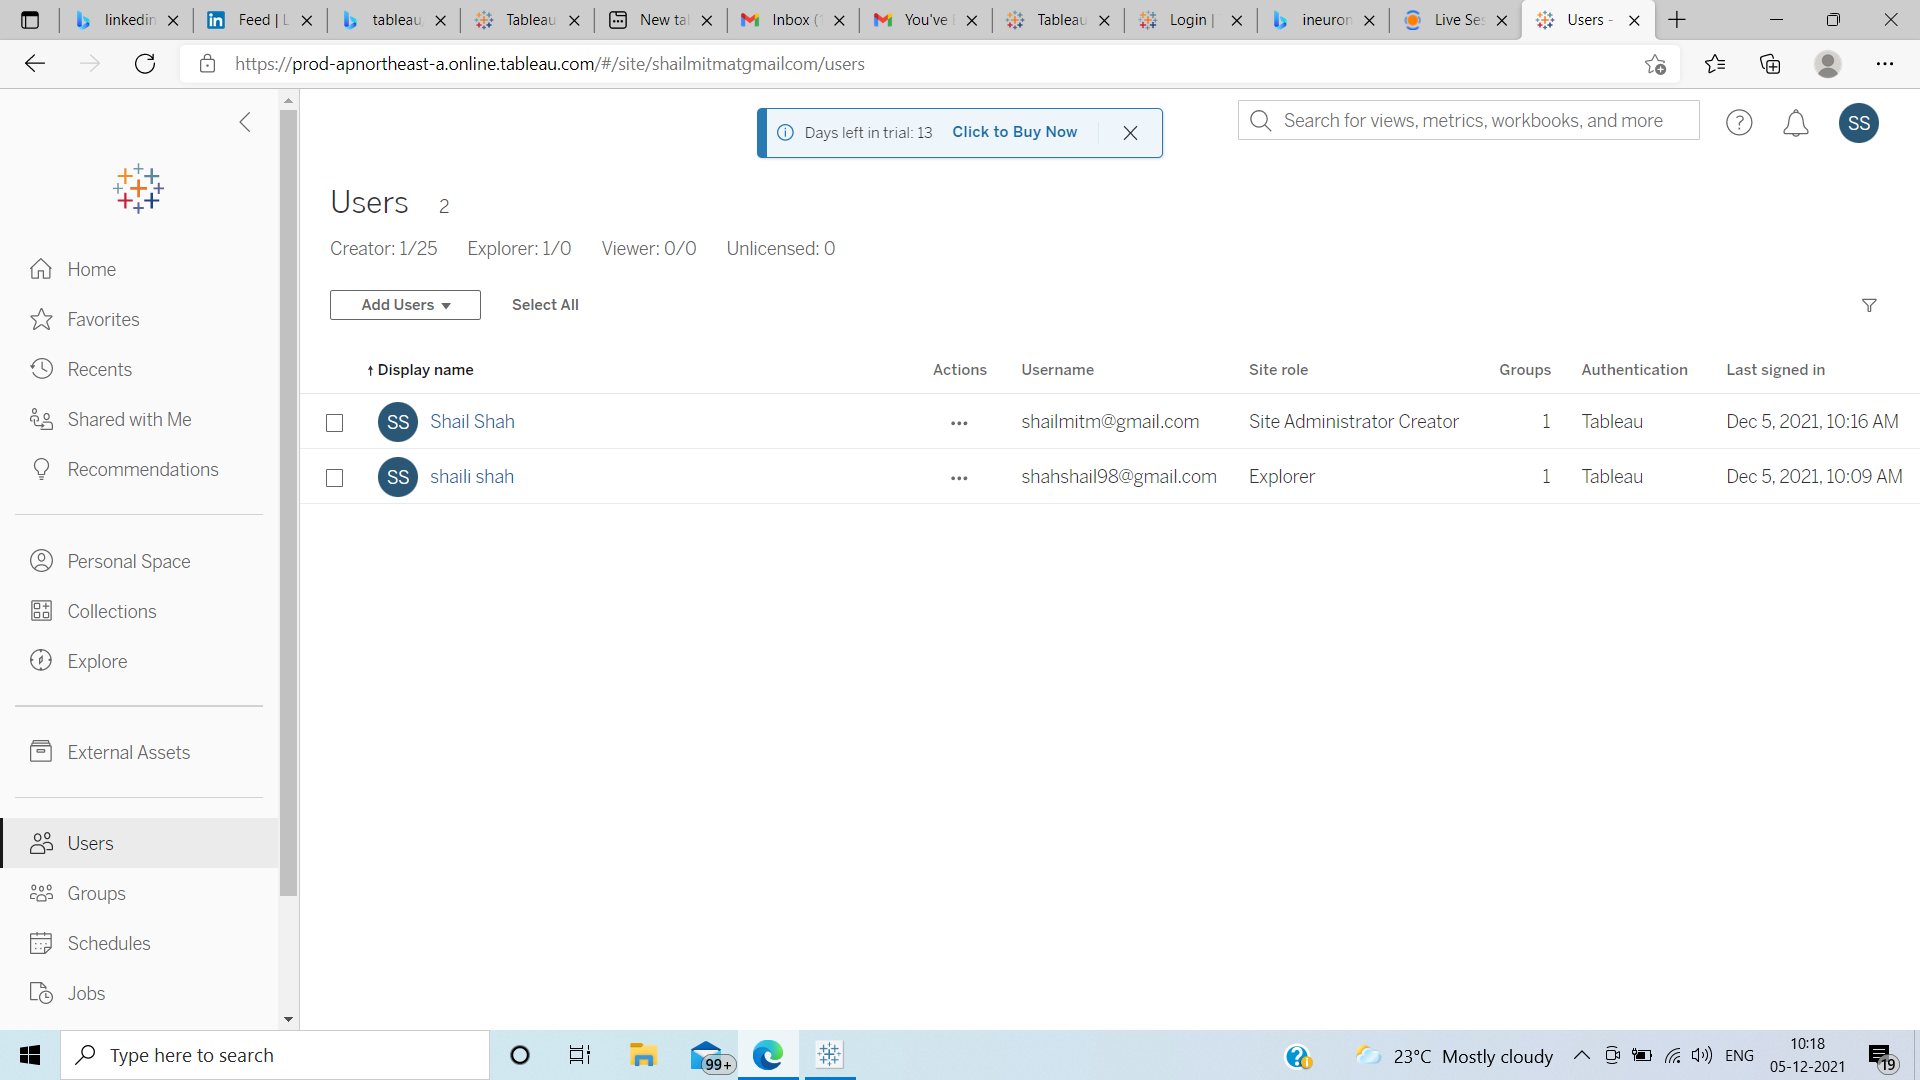 linkedin
Feed | L
tableau,
Tableau
New tab
Inbox (1
You've
Tableau
Login |
ineuron
Live Ses
Users -
https://prod-apnortheast-a.online.tableau.com/#/site/shailmitmatgmailcom/users
Days left in trial: 13 Click to Buy Now
Search for views, metrics, workbooks, and more
SS
Users 2
Creator: 1/25 Explorer: 1/0 Viewer: 0/0 Unlicensed: 0
Add Users Select All
Display name Actions Username Site role Groups Authentication Last signed in
SS Shail Shah shailmitm@gmail.com Site Administrator Creator 1 Tableau Dec 5, 2021, 10:16 AM
SS shaili shah shahshail98@gmail.com Explorer 1 Tableau Dec 5, 2021, 10:09 AM
Home
Favorites
Recents
Shared with Me
Recommendations
Personal Space
Collections
Explore
External Assets
Users
Groups
Schedules
Jobs
Type here to search
99+
23°C Mostly cloudy
ENG
10:18
05-12-2021
19